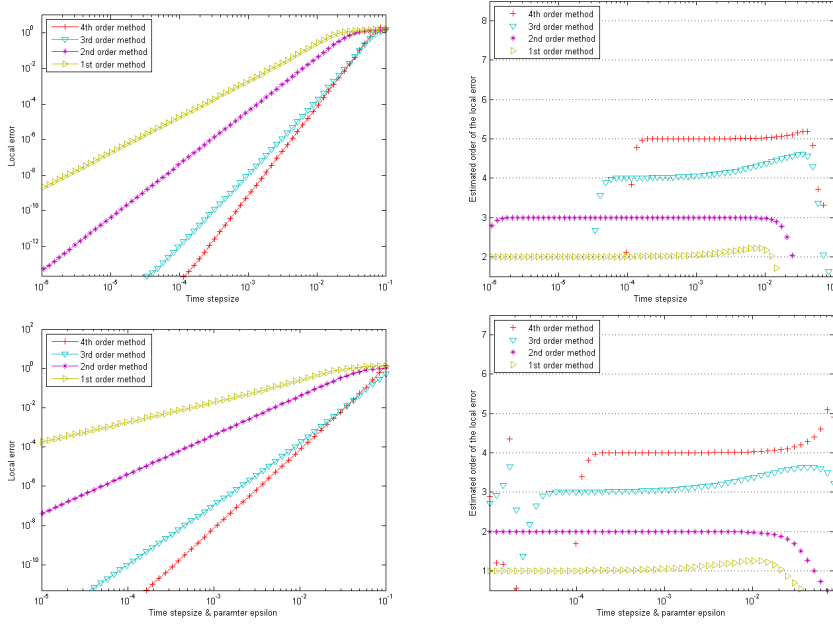 4th order method
3rd order method
2nd order method
1st order method
10^2
10^0
10^-2
10^-4
10^-6
10^-8
10^-10
10^-12
Local error
10^-6
10^-5
10^-4
10^-3
10^-2
10^-1
Time stepsize
4th order method
3rd order method
2nd order method
1st order method
8
7
6
5
4
3
2
Estimated order of the local error
10^-6
10^-5
10^-4
10^-3
10^-2
10
Time stepsize
4th order method
3rd order method
2nd order method
1st order method
10^2
10^0
10^-2
10^-4
10^-6
10^-8
10^-10
Local error
10^-5
10^-4
10^-3
10^-2
10^-1
Time stepsize & paramter epsilon
4th order method
3rd order method
2nd order method
1st order method
7
6
5
4
3
2
1
Estimated order of the local error
10^-4
10^-3
10^-2
10
Time stepsize & paramter epsilon